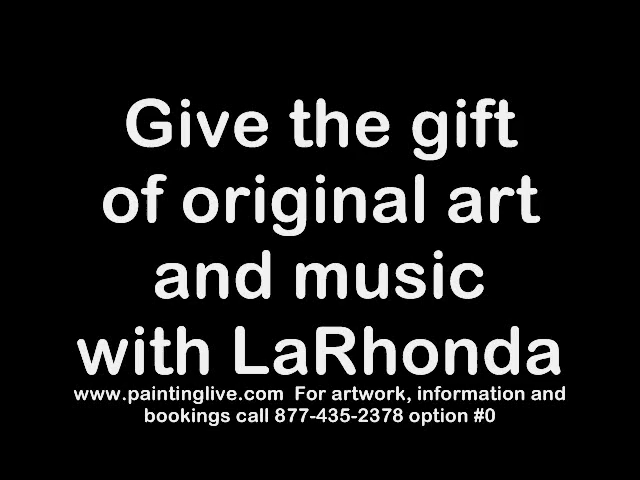 Give the gift
of original art
and music
with LaRhonda
www.paintinglive.com  For artwork, information and
bookings call 877-435-2378 option #0